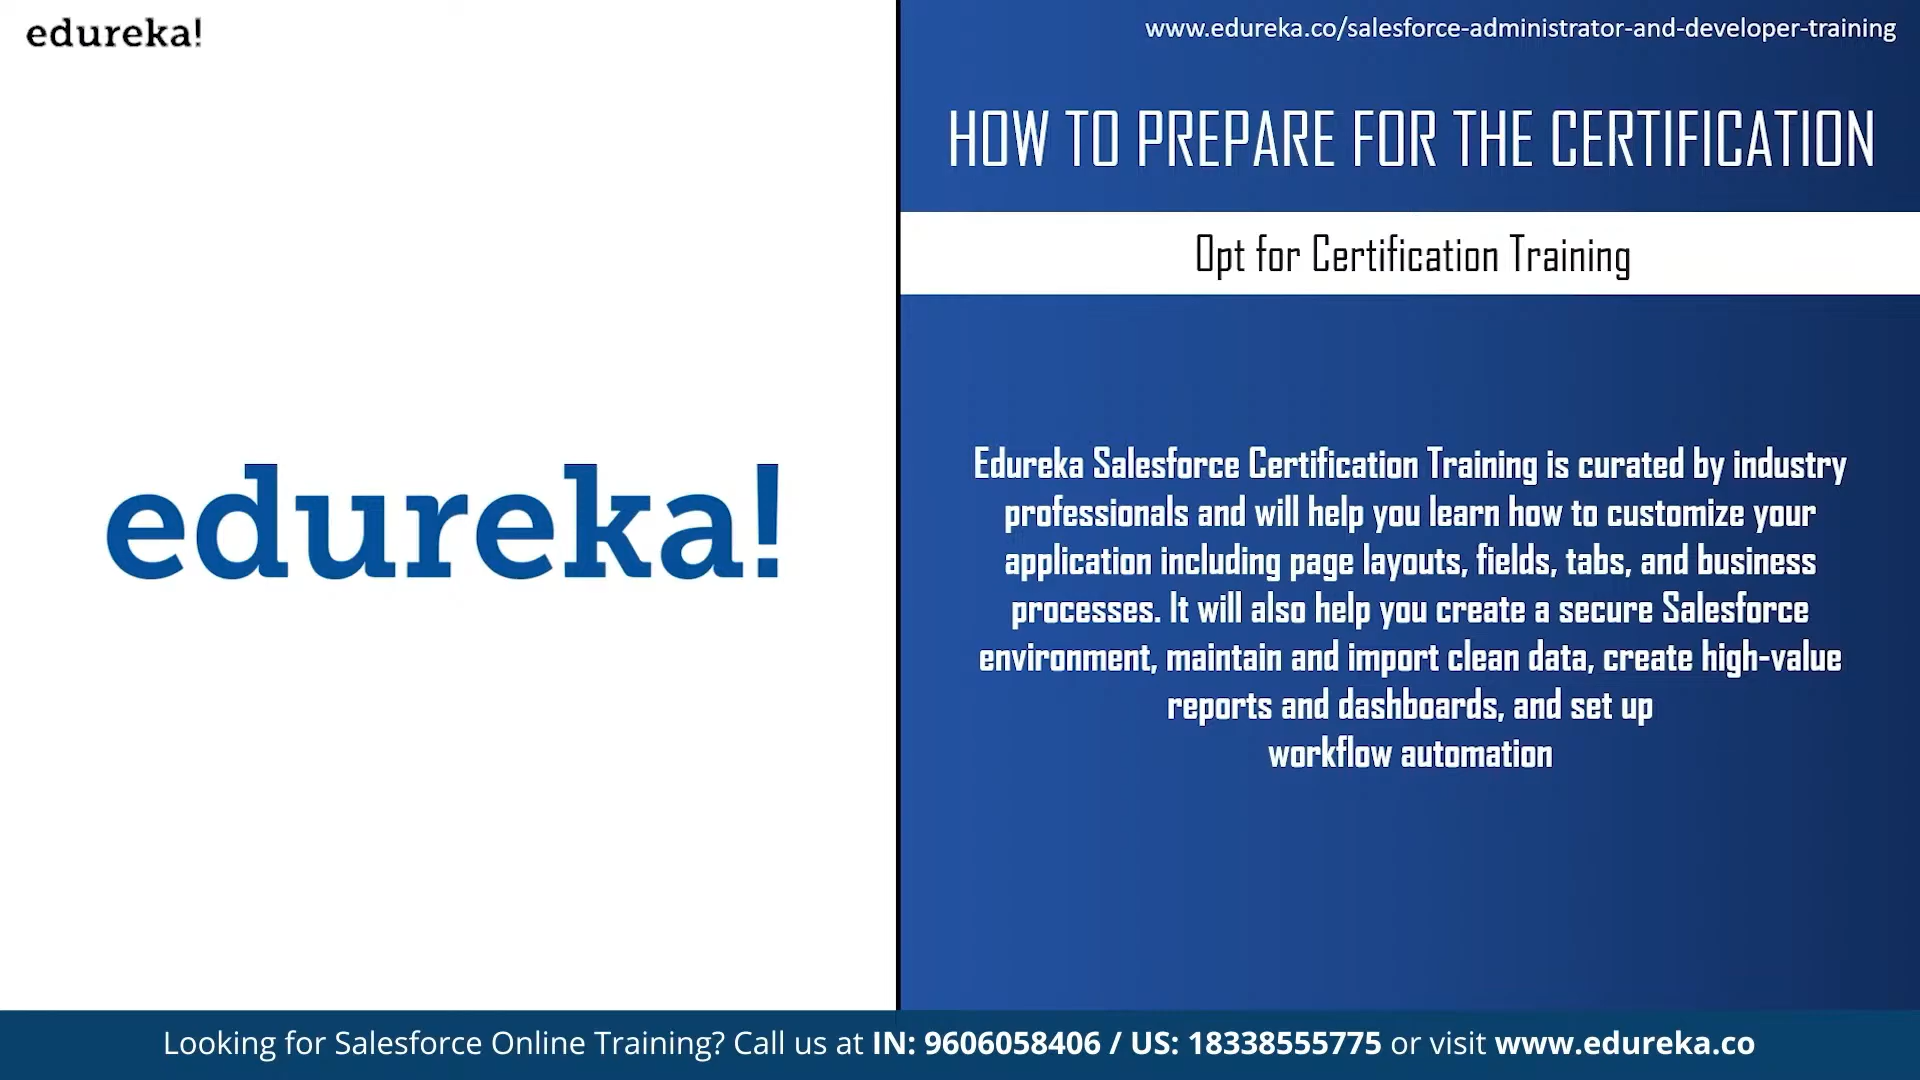 edureka!
www.edureka.co/salesforce-administrator-and-developer-training
HOW TO PREPARE FOR THE CERTIFICATION
Opt for Certification Training
edureka!
Edureka Salesforce Certification Training is curated by industry
professionals and will help you learn how to customize your
application including page layouts, fields, tabs, and business
processes. It will also help you create a secure Salesforce
environment, maintain and import clean data, create high-value
reports and dashboards, and set up
workflow automation
Looking for Salesforce Online Training? Call us at IN: 9606058406 / US: 18338555775 or visit www.edureka.co